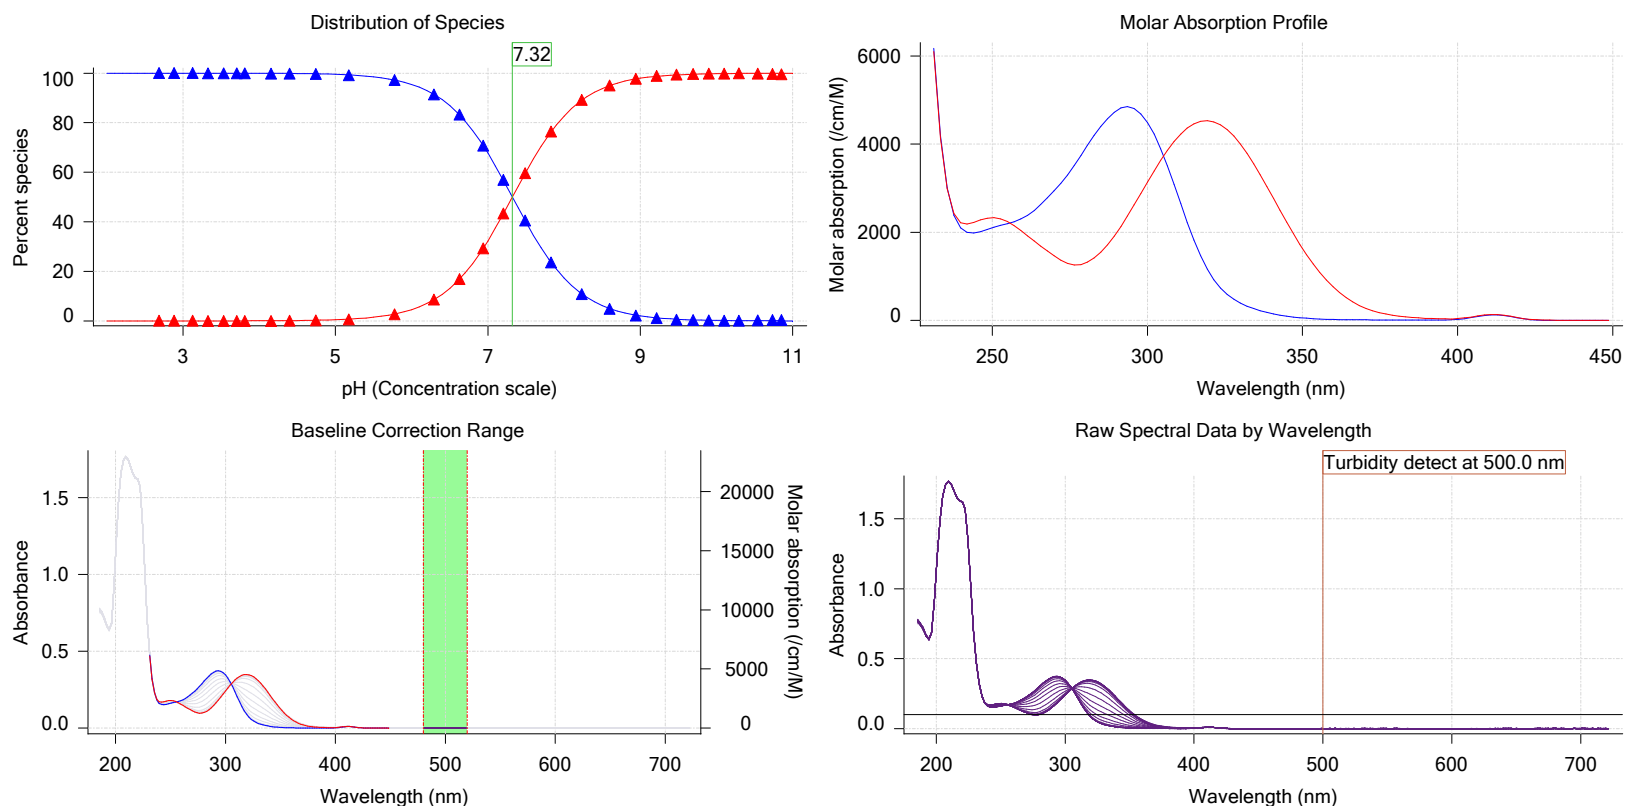 Distribution of Species
7.32
100
80
60
40
20
0
Percent species
3 5 7 9 11
pH (Concentration scale)
Molar Absorption Profile
6000
4000
2000
0
Molar absorption (/cm/M)
250 300 350 400 450
Wavelength (nm)
Baseline Correction Range
1.5
1.0
0.5
0.0
Absorbance
20000
15000
10000
5000
0
Molar absorption (/cm/M)
200 300 400 500 600 700
Wavelength (nm)
Raw Spectral Data by Wavelength
Turbidity detect at 500.0 nm
1.5
1.0
0.5
0.0
Absorbance
200 300 400 500 600 700
Wavelength (nm)